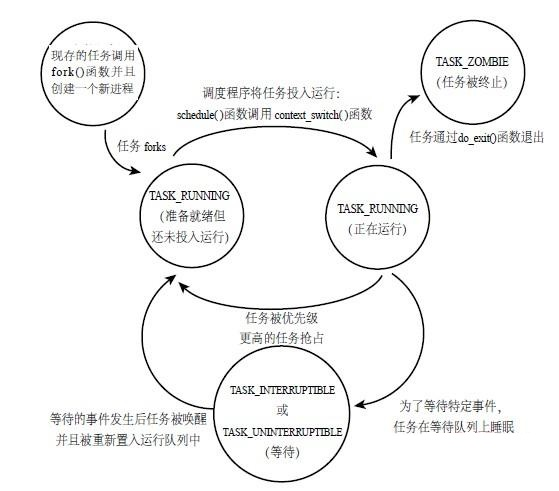 现存的任务调用
fork()函数并且
创建一个新进程
TASK_ZOMBIE
(任务被终止)
调度程序将任务投入运行：
schedule( )函数调用 context_switch( )函数
任务通过do_exit()函数退出
任务 forks
TASK_RUNNING
(准备就绪但
还未投入运行)
TASK_RUNNING
(正在运行)
任务被优先级
更高的任务抢占
等待的事件发生后任务被唤醒
并且被重新置入运行队列中
TASK_INTERRUPTIBLE
或
TASK_UNINTERRUPTIBLE
(等待)
为了等待特定事件，
任务在等待队列上睡眠